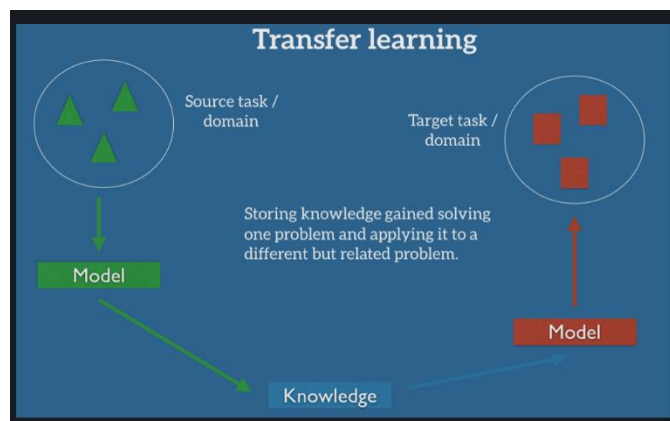 Transfer learning
Source task /
domain
Target task /
domain
Storing knowledge gained solving
one problem and applying it to a
different but related problem.
Model
Model
Knowledge